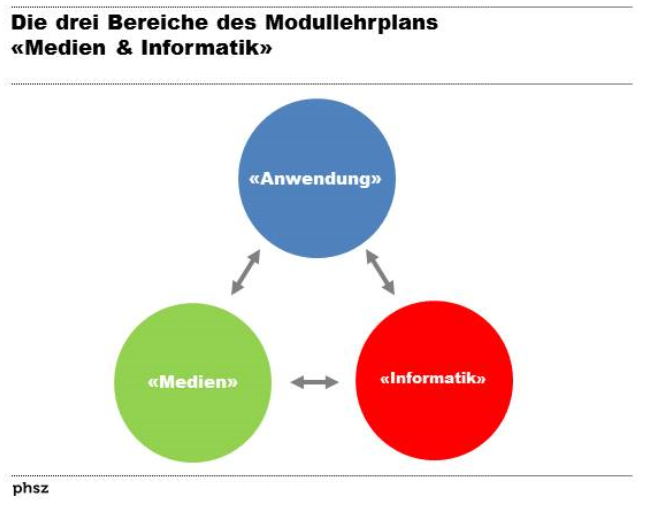 Die drei Bereiche des Modullehrplans
«Medien & Informatik»
«Anwendung»
«Medien»
«Informatik»
phsz